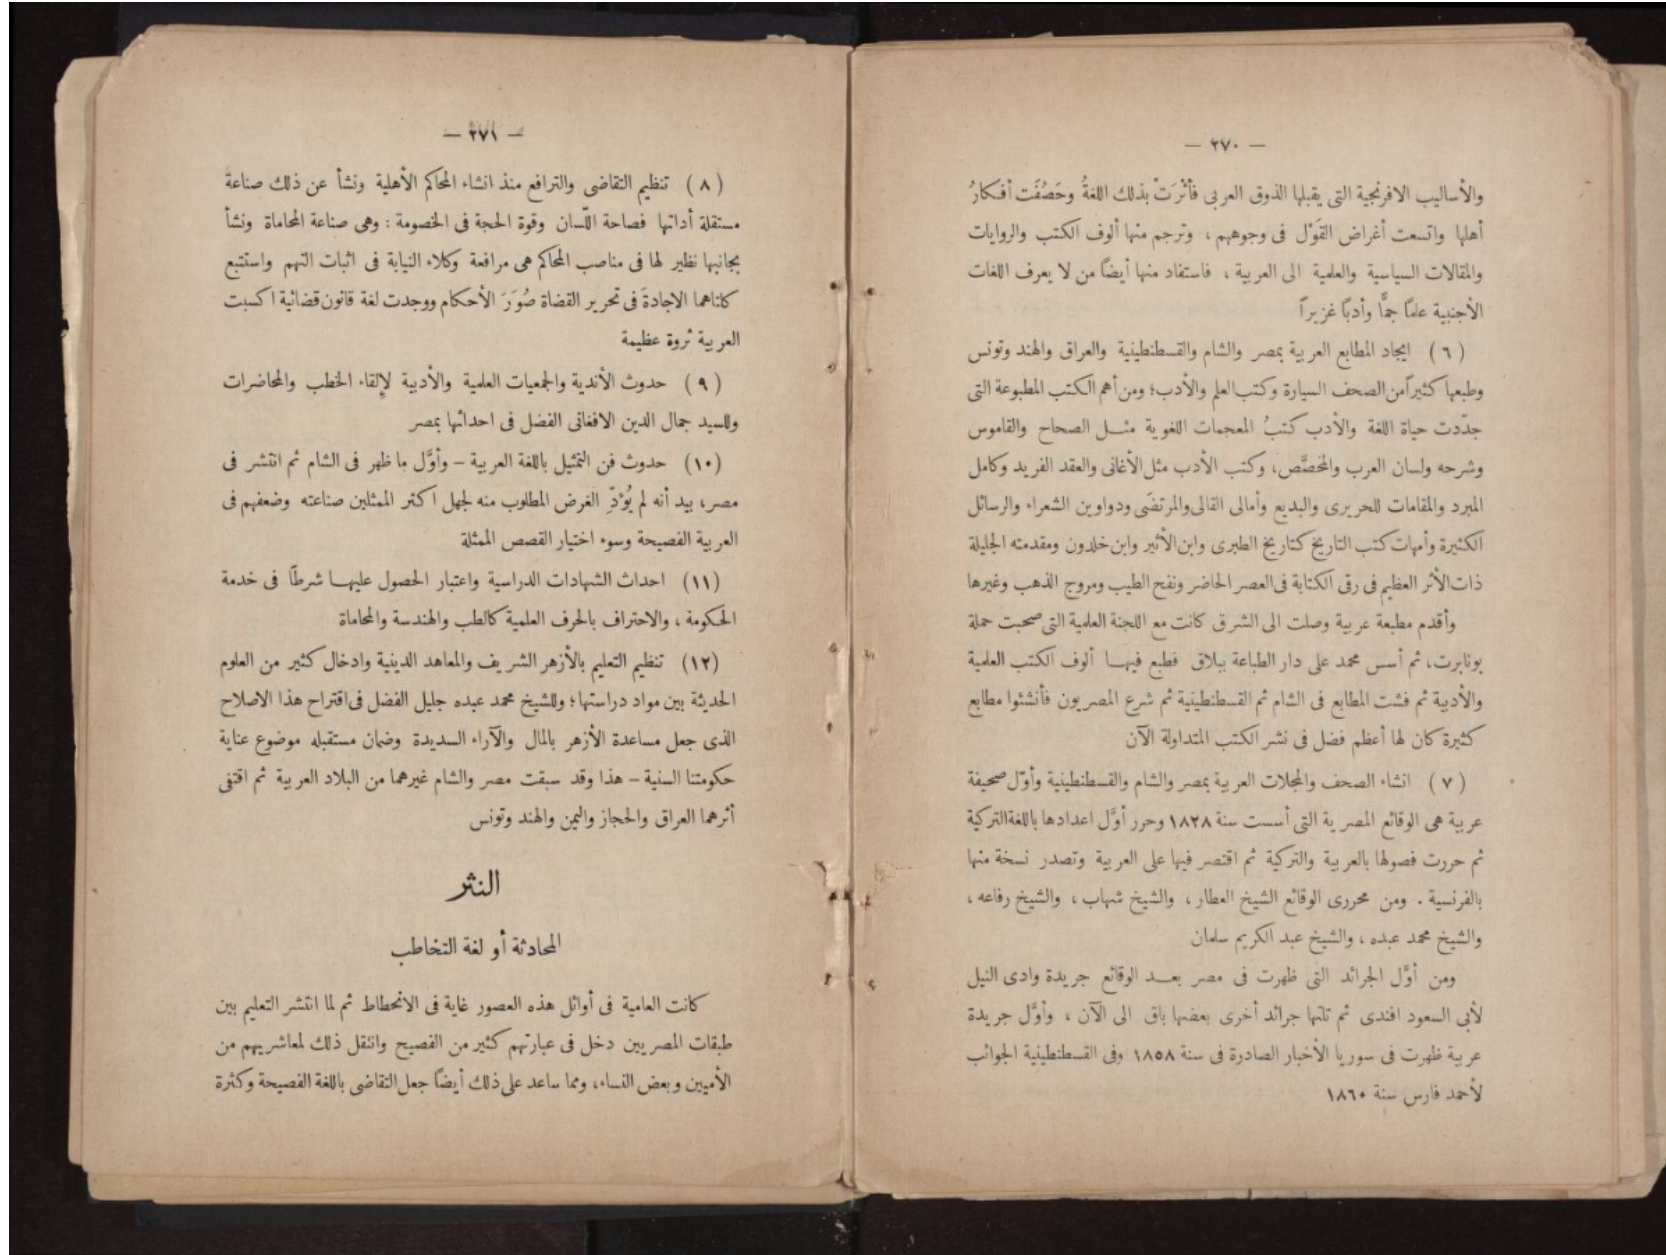 — ٢٧٠ —
والأساليب الافرنجية التى يقبلها الذوق العربى فأثْرَتْ بذلك اللغةُ وحَصُفَت أفكارُ
أهلها واتسعت أغراض القَوْل فى وجوههم ، وترجم منها ألوف الكتب والروايات
والمقالات السياسية والعلمية الى العربية ، فاستفاد منها أيضاً من لا يعرف اللغات
الأجنبية علماً جمًّا وأدبًا غزيراً
( ٦ ) ايجاد المطابع العربية بمصر والشام والقسطنطينية والعراق والهند وتونس
وطبعها كثيراً من الصحف السيارة وكتب العلم والأدب؛ ومن أهم الكتب المطبوعة التى
جدّدت حياة اللغة والأدب كتبُ المعجمات اللغوية مثـل الصحاح والقاموس
وشرحه ولسان العرب والمخصَّص، وكتب الأدب مثل الأغانى والعقد الفريد وكامل
المبرد والمقامات للحريرى والبديع وأمالى القالى والمرتضَى ودواوين الشعراء والرسائل
الكثيرة وأمهات كتب التاريخ كتاريخ الطبرى وابن الأثير وابن خلدون ومقدمته الجليلة
ذات الأثر العظيم فى رقى الكتابة فى العصر الحاضر ونفح الطيب ومروج الذهب وغيرها
وأقدم مطبعة عربية وصلت الى الشرق كانت مع اللجنة العلمية التى صحبت حملة
بونابرت، ثم أسس محمد على دار الطباعة ببلاق فطبع فيهـا ألوف الكتب العلمية
والأدبية ثم فشت المطابع فى الشام ثم القسطنطينية ثم شرع المصريون فأنشئوا مطابع
كثيرة كان لها أعظم فضل فى نشر الكتب المتداولة الآن
( ٧ ) انشاء الصحف والمجلات العربية بمصر والشام والقسطنطينية وأوّل صحيفة
عربية هى الوقائع المصرية التى أسست سنة ١٨٢٨ وحرر أوَّل اعدادها باللغة التركية
ثم حررت فصولها بالعربية والتركية ثم اقتصر فيها على العربية وتصدر نسخة منها
بالفرنسية . ومن محررى الوقائع الشيخ العطار ، والشيخ شهاب ، والشيخ رفاعه ،
والشيخ محمد عبده ، والشيخ عبد الكريم سلمان
ومن أوَّل الجرائد التى ظهرت فى مصر بعـد الوقائع جريدة وادى النيل
لأبى السعود افندى ثم تلتها جرائد أخرى بعضها باق الى الآن ، وأوَّل جريدة
عربية ظهرت فى سوريا الأخبار الصادرة فى سنة ١٨٥٨ وفى القسطنطينية الجوائب
لأحمد فارس سنة ١٨٦٠
— ٢٧١ —
( ٨ ) تنظيم التقاضى والترافع منذ انشاء المحاكم الأهلية ونشأ عن ذلك صناعة
مستقلة أداتها فصاحة اللّسان وقوة الحجة فى الخصومة : وهى صناعة المحاماة ونشأ
بجانبها نظير لها فى مناصب المحاكم هى مرافعة وكلاء النيابة فى اثبات التهم واستتبع
كلتاهما الاجادةَ فى تحرير القضاة صُوَرَ الأحكام ووجدت لغة قانون قضائية اكسبت
العربية ثروة عظيمة
( ٩ ) حدوث الأندية والجمعيات العلمية والأدبية لإِلقاء الخطب والمحاضرات
وللسيد جمال الدين الافغانى الفضل فى احداثها بمصر
(١٠) حدوث فن التمثيل باللغة العربية – وأوَّل ما ظهر فى الشام ثم انتشر فى
مصر، بيد أنه لم يُؤدِّ الغرض المطلوب منه لجهل اكثر الممثلين صناعته وضعفهم فى
العربية الفصيحة وسوء اختيار القصص الممثلة
(١١) احداث الشهادات الدراسية واعتبار الحصول عليهـا شرطاً فى خدمة
الحكومة ، والاحتراف بالحرف العلمية كالطب والهندسة والمحاماة
(١٢) تنظيم التعليم بالأزهر الشريف والمعاهد الدينية وادخال كثير من العلوم
الحديثة بين مواد دراستها؛ وللشيخ محمد عبده جليل الفضل فى اقتراح هذا الاصلاح
الذى جعل مساعدة الأزهر بالمال والآراء السديدة وضمان مستقبله موضوع عناية
حكومتنا السنية – هذا وقد سبقت مصر والشام غيرهما من البلاد العربية ثم اقتفى
أثرهما العراق والحجاز واليمن والهند وتونس
النثر
المحادثة أو لغة التخاطب
كانت العامية فى أوائل هذه العصور غاية فى الانحطاط ثم لما انتشر التعليم بين
طبقات المصريين دخل فى عبارتهم كثير من الفصيح وانتقل ذلك لمعاشريهم من
الأميين وبعض النساء، ومما ساعد على ذلك أيضاً جعل التقاضى باللغة الفصيحة وكثرة